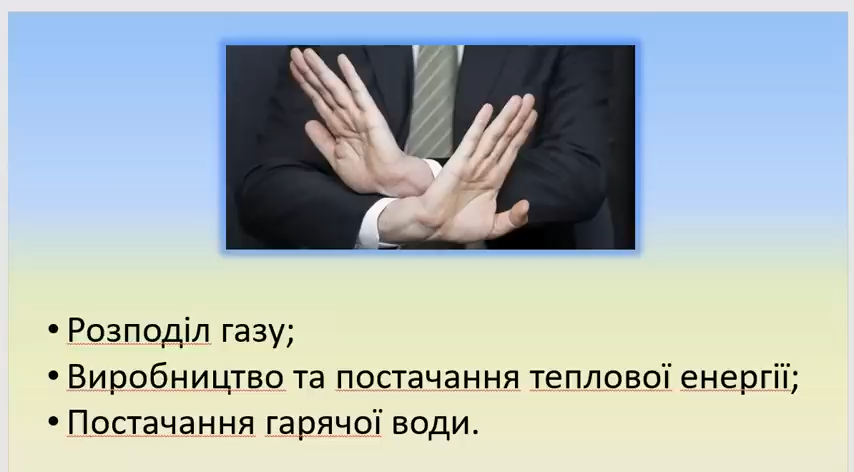 • Розподіл газу;
• Виробництво та постачання теплової енергії;
• Постачання гарячої води.